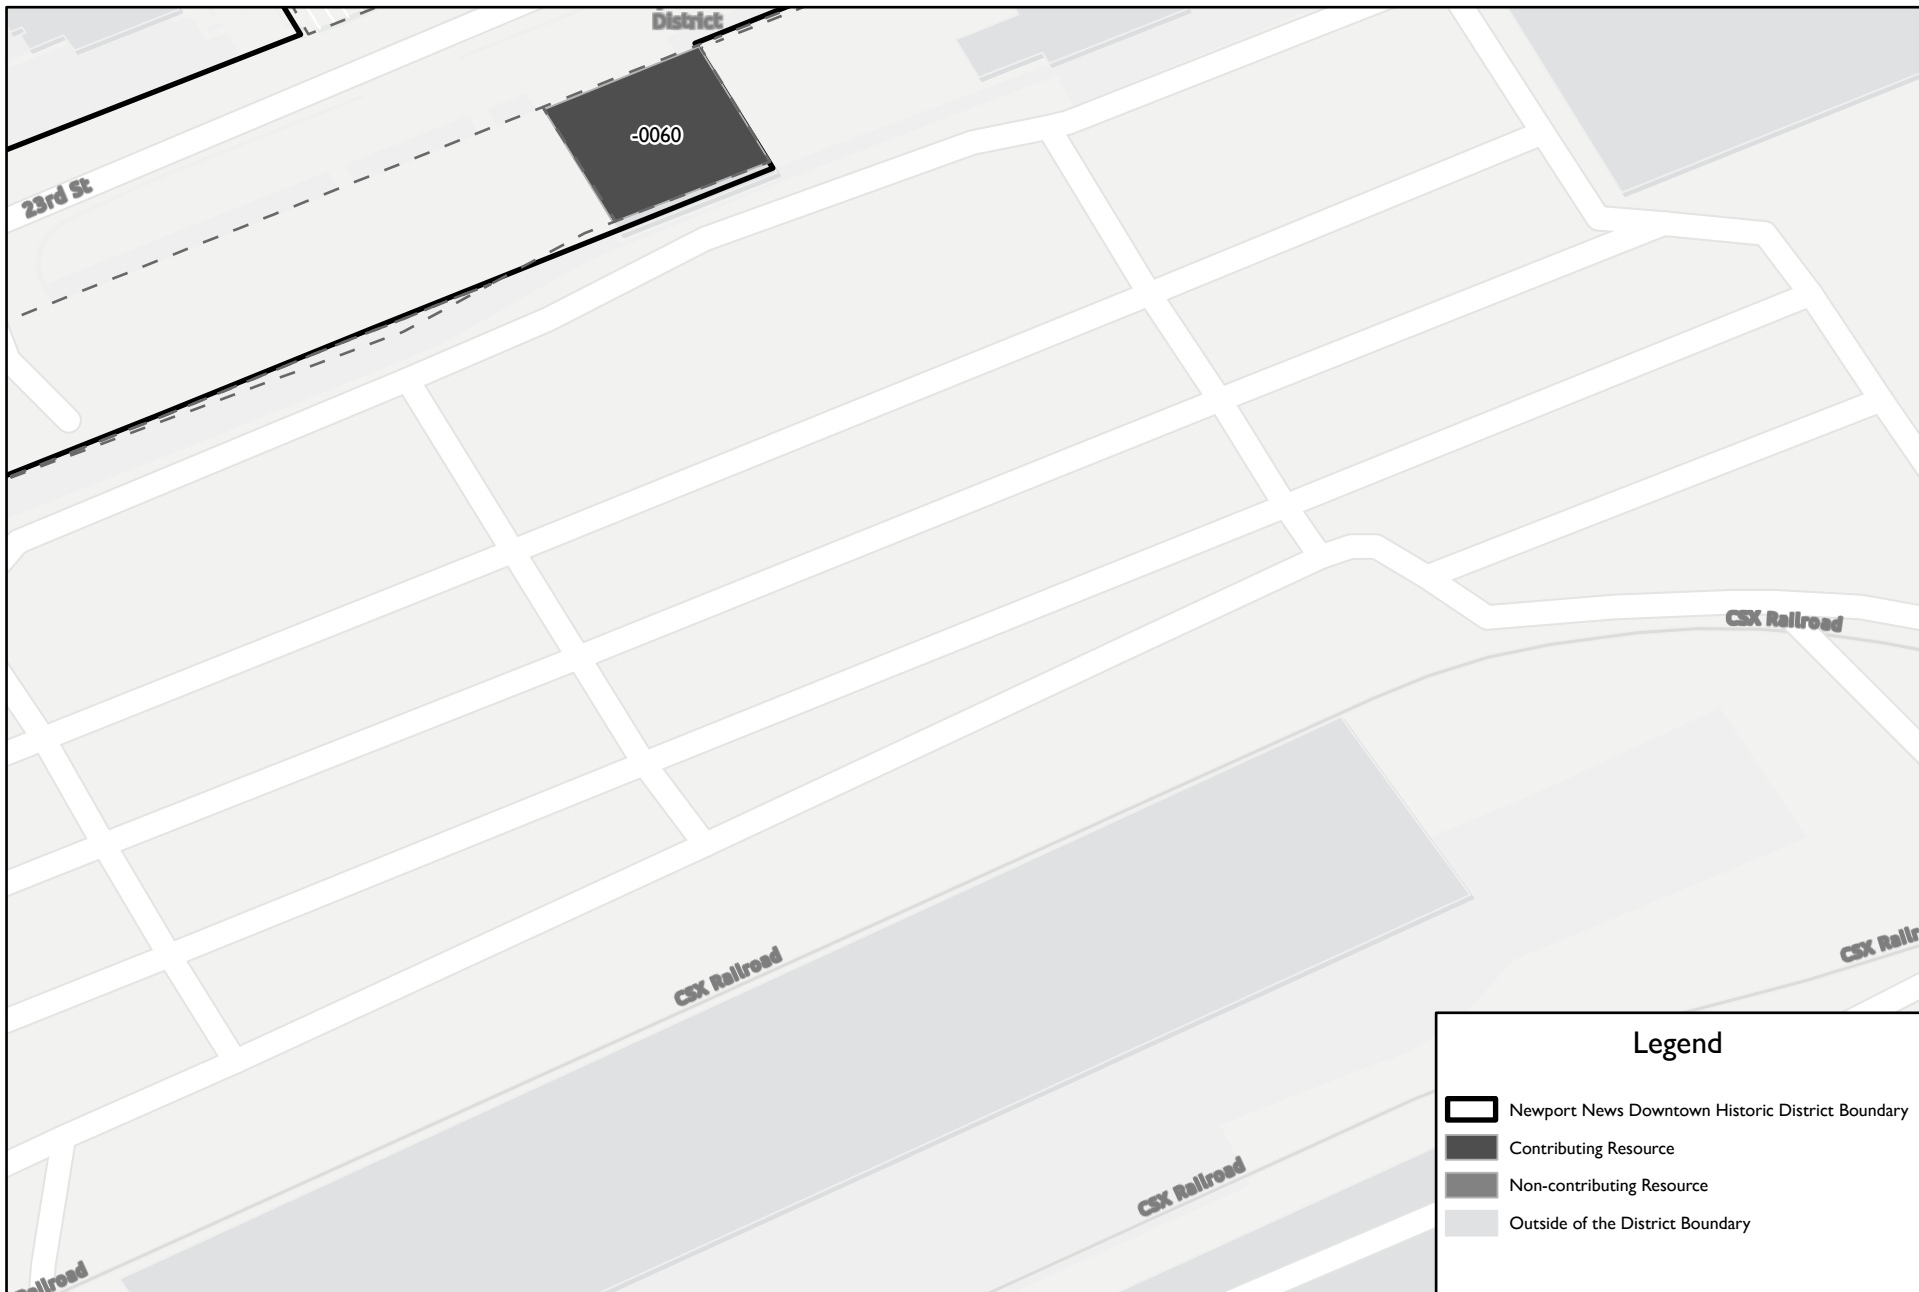 District
-0060
23rd St
CSX Railroad
CSX Railroad
CSX Railroad
Legend
Newport News Downtown Historic District Boundary
Contributing Resource
Non-contributing Resource
Outside of the District Boundary
CSX Railroad
Railroad